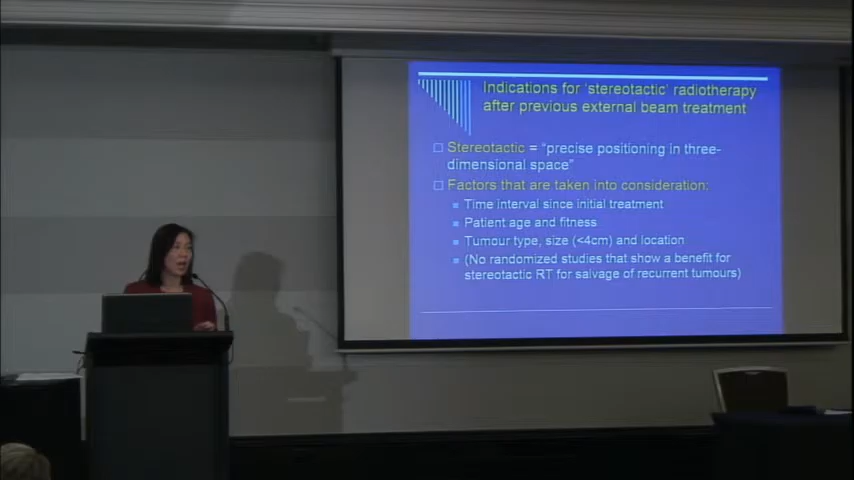 Indications for 'stereotactic' radiotherapy
after previous external beam treatment
Stereotactic = "precise positioning in three-
dimensional space"
Factors that are taken into consideration:
Time interval since initial treatment
Patient age and fitness
Tumour type, size (<4cm) and location
(No randomized studies that show a benefit for
stereotactic RT for salvage of recurrent tumours)